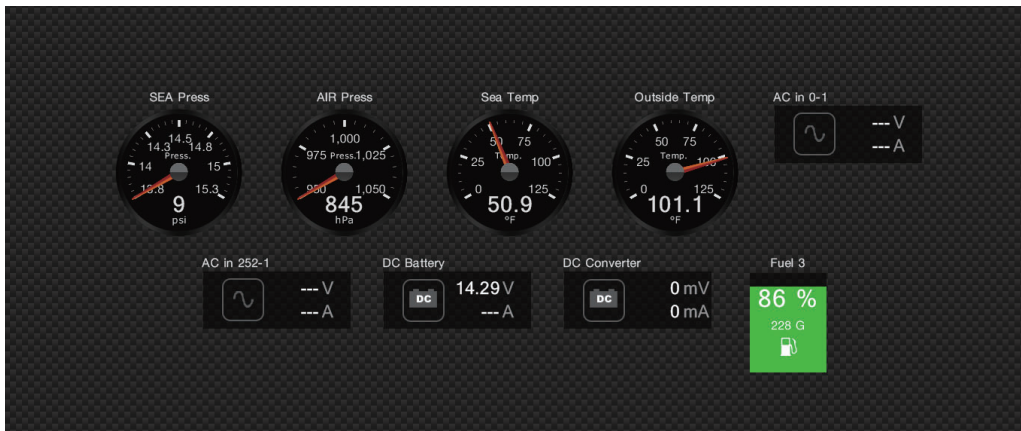 SEA Press
14.5
14.3 14.8
Press.
14 15
13.8 15.3
9
psi
AIR Press
1,000
975 Press. 1,025
950 1,050
845
hPa
Sea Temp
50 75
Temp.
25 100
0 125
50.9
°F
Outside Temp
50 75
Temp.
25 100
0 125
101.1
°F
AC in 0-1
--- V
--- A
AC in 252-1
--- V
--- A
DC Battery
DC
14.29 V
--- A
DC Converter
DC
0 mV
0 mA
Fuel 3
86 %
228 G